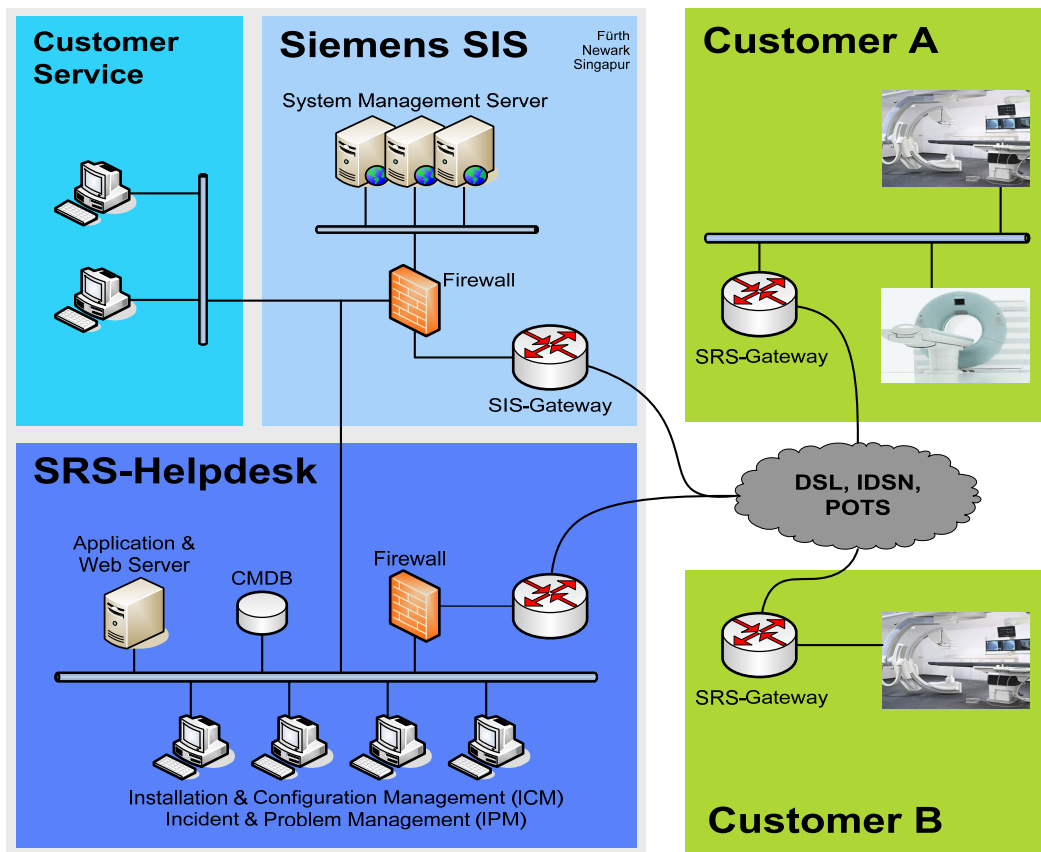 Customer
Service
Siemens SIS
Fürth
Newark
Singapur
System Management Server
Firewall
SIS-Gateway
Customer A
SRS-Gateway
DSL, IDSN,
POTS
SRS-Helpdesk
Application &
Web Server
CMDB
Firewall
Installation & Configuration Management (ICM)
Incident & Problem Management (IPM)
SRS-Gateway
Customer B